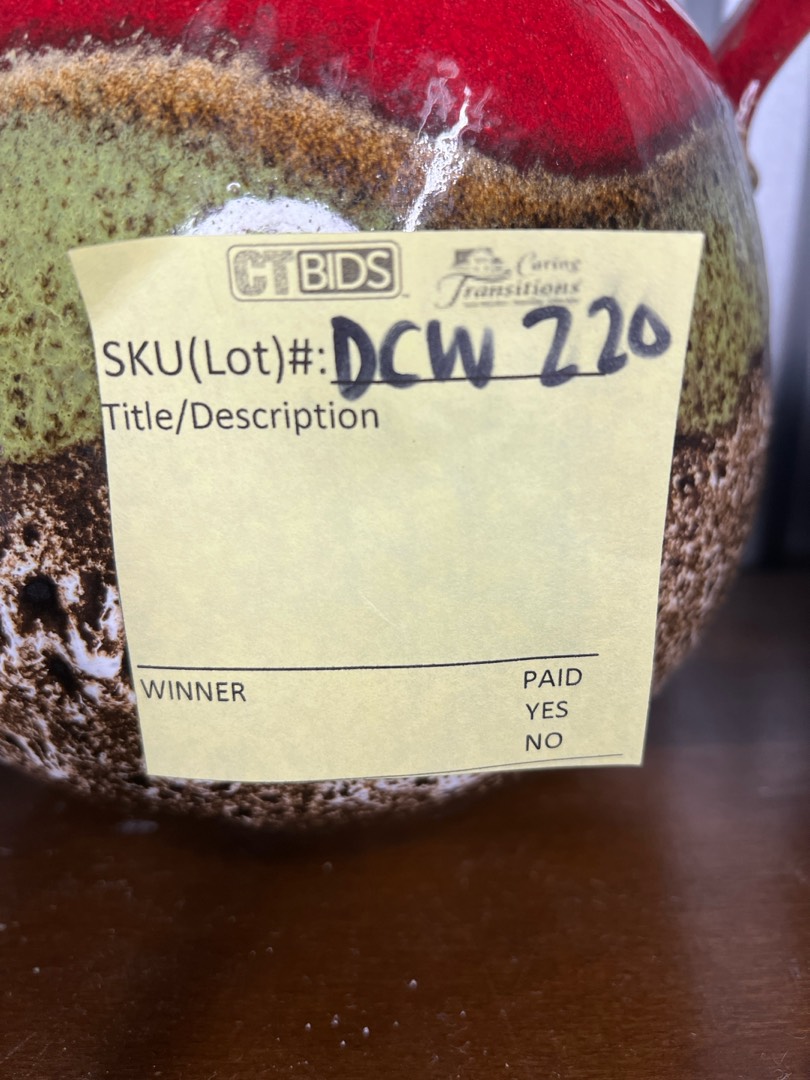 CTBIDS Caring Transitions
SKU(Lot)#: DCW 220
Title/Description
WINNER PAID
YES
NO